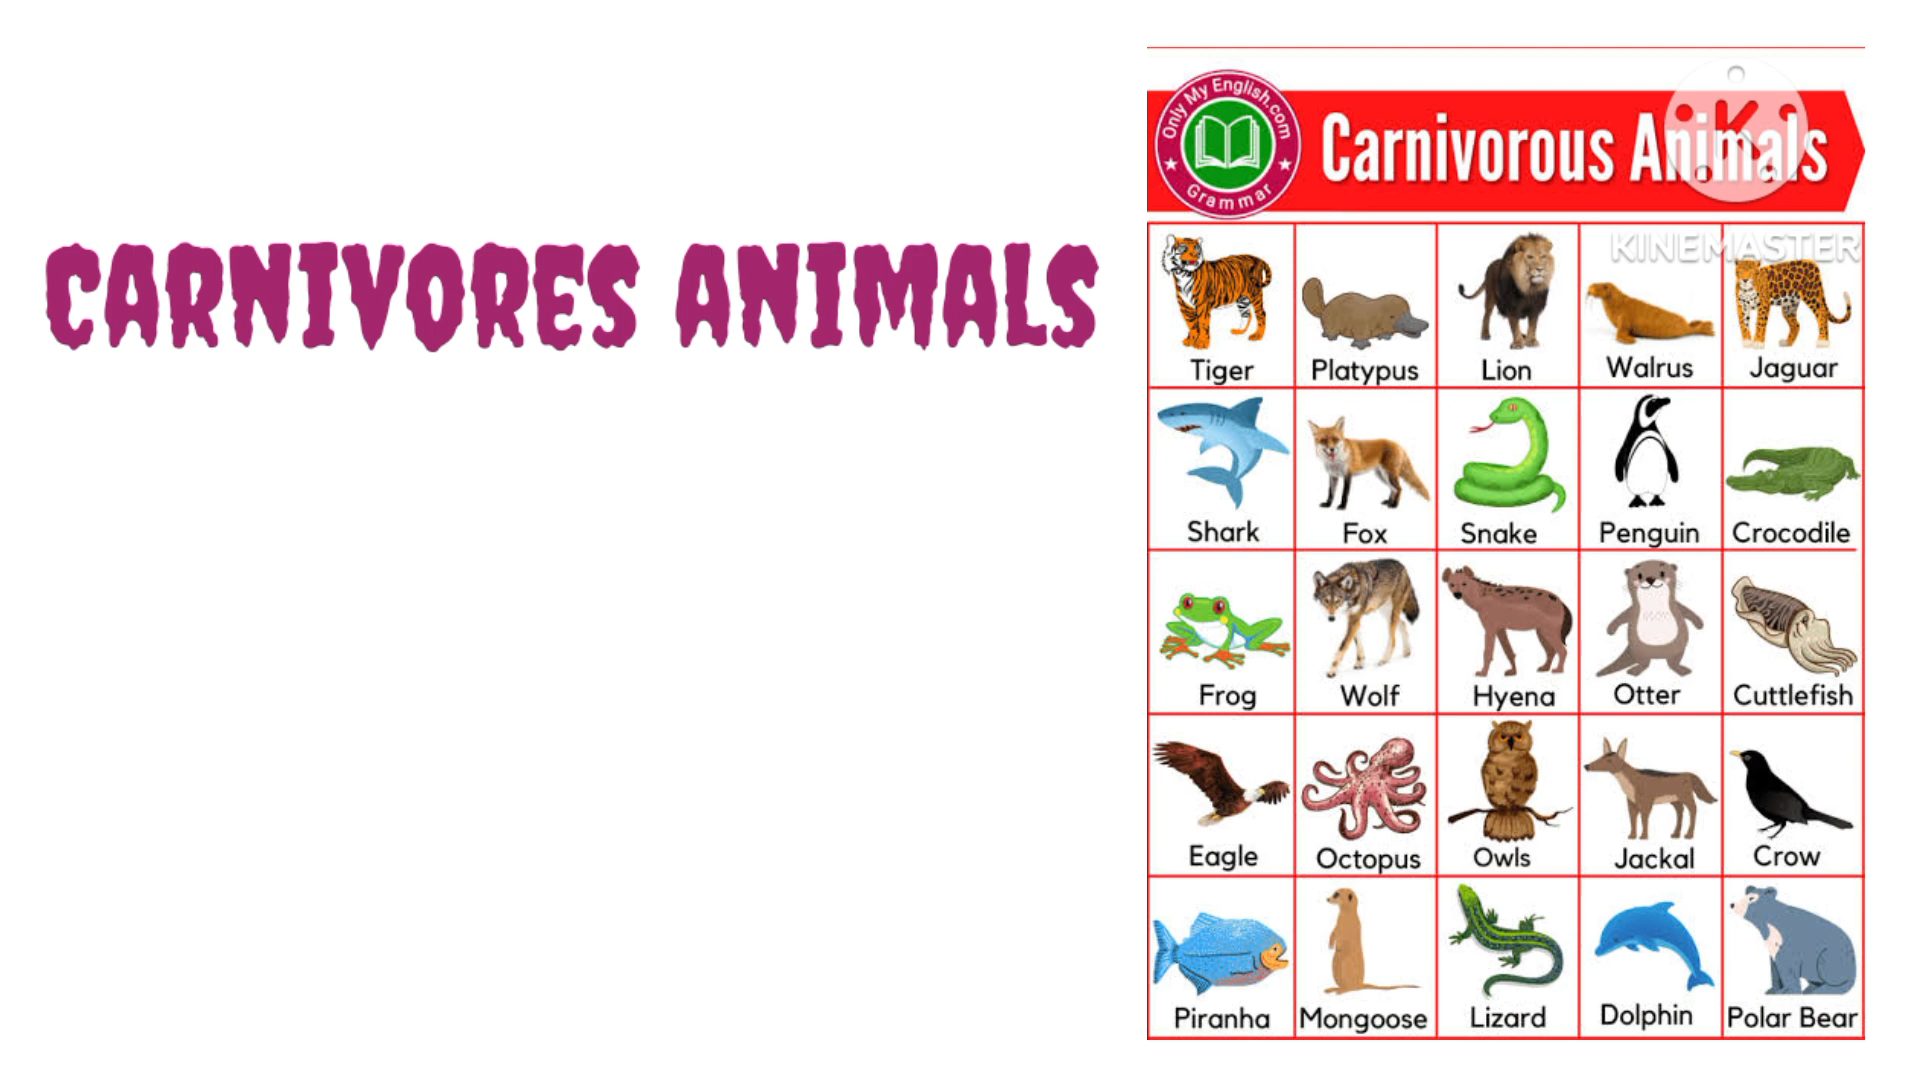 CARNIVORES ANIMALS
Only My English.com
Grammar
Carnivorous Animals
K
KINEMASTER
Tiger Platypus Lion Walrus Jaguar
Shark Fox Snake Penguin Crocodile
Frog Wolf Hyena Otter Cuttlefish
Eagle Octopus Owls Jackal Crow
Piranha Mongoose Lizard Dolphin Polar Bear